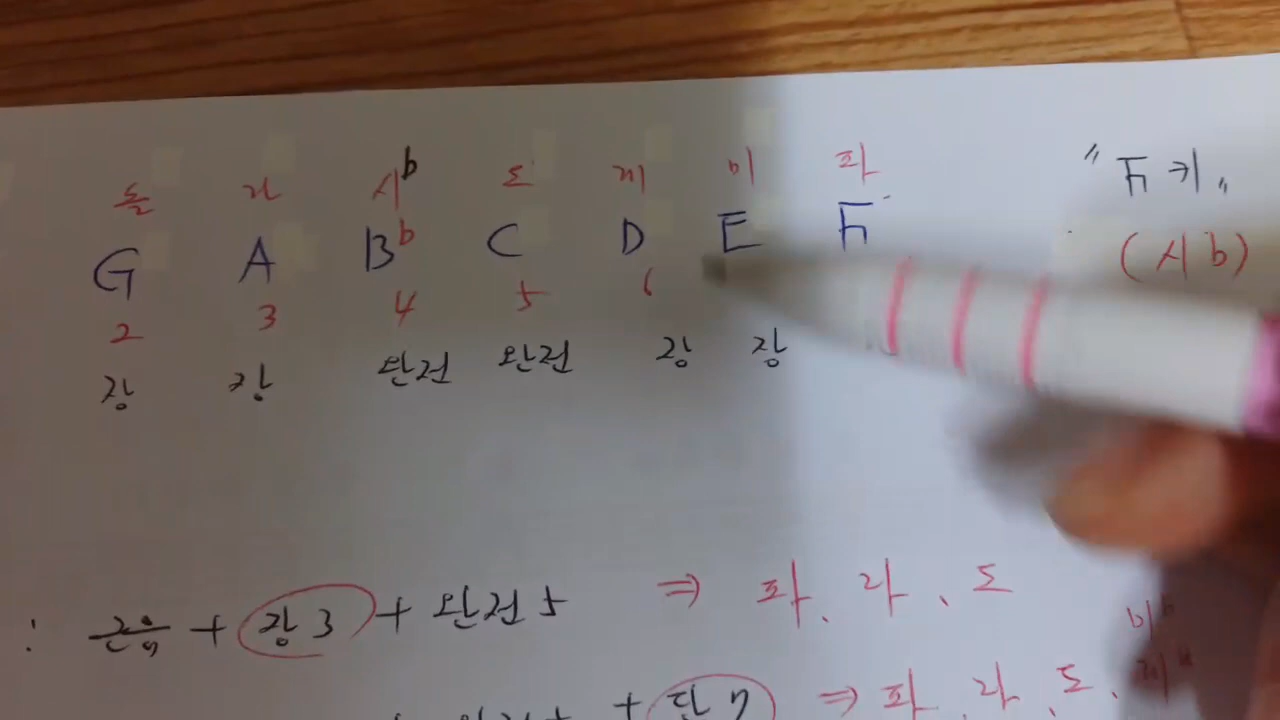 솔 라 시b 도 레 미 파
G A Bb C D E F
2 3 4 5 6
장 장 완전 완전 장 장
"F키"
(시b)
: 근음 + 장3 + 완전5 ⇒ 파、라、도
+ 단7 ⇒ 파、라、도、